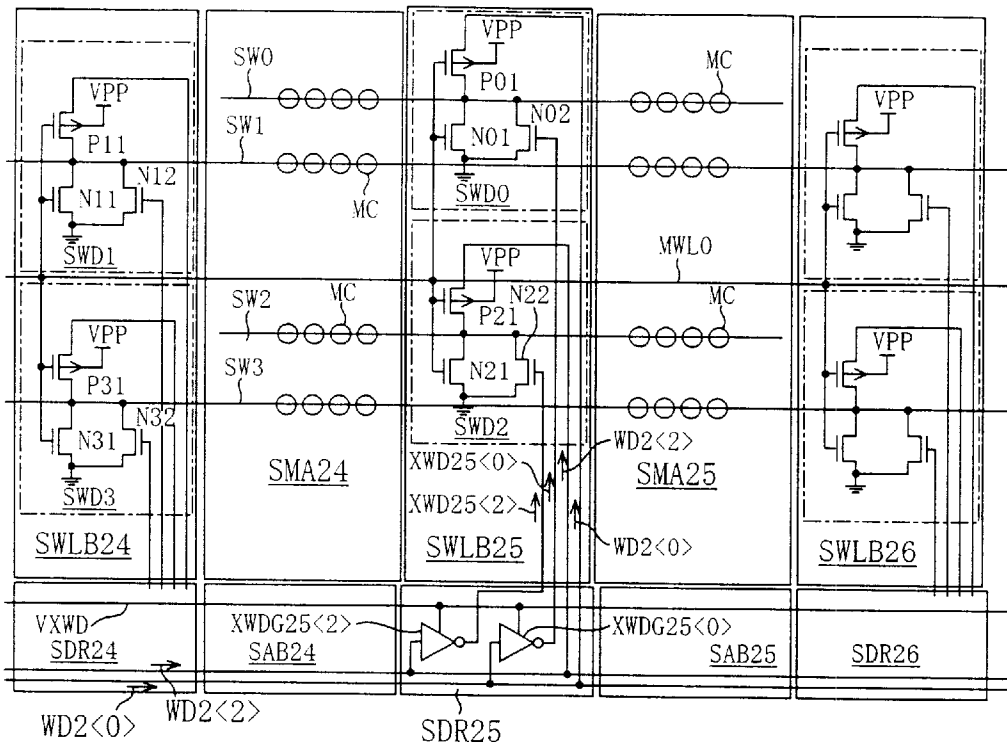 VPP
SW0
P01
MC
VPP
N02
VPP
P11
SW1
N01
N12
SWD0
N11
MC
SWD1
VPP
MWL0
SW2
MC
N22
MC
P21
VPP
VPP
SW3
N21
P31
N32
SWD2
WD2<2>
N31
XWD25<0>
SMA24
SMA25
SWD3
XWD25<2>
WD2<0>
SWLB24
SWLB25
SWLB26
VXWD
XWDG25<2>
XWDG25<0>
SDR24
SAB24
SAB25
SDR26
WD2<2>
WD2<0>
SDR25